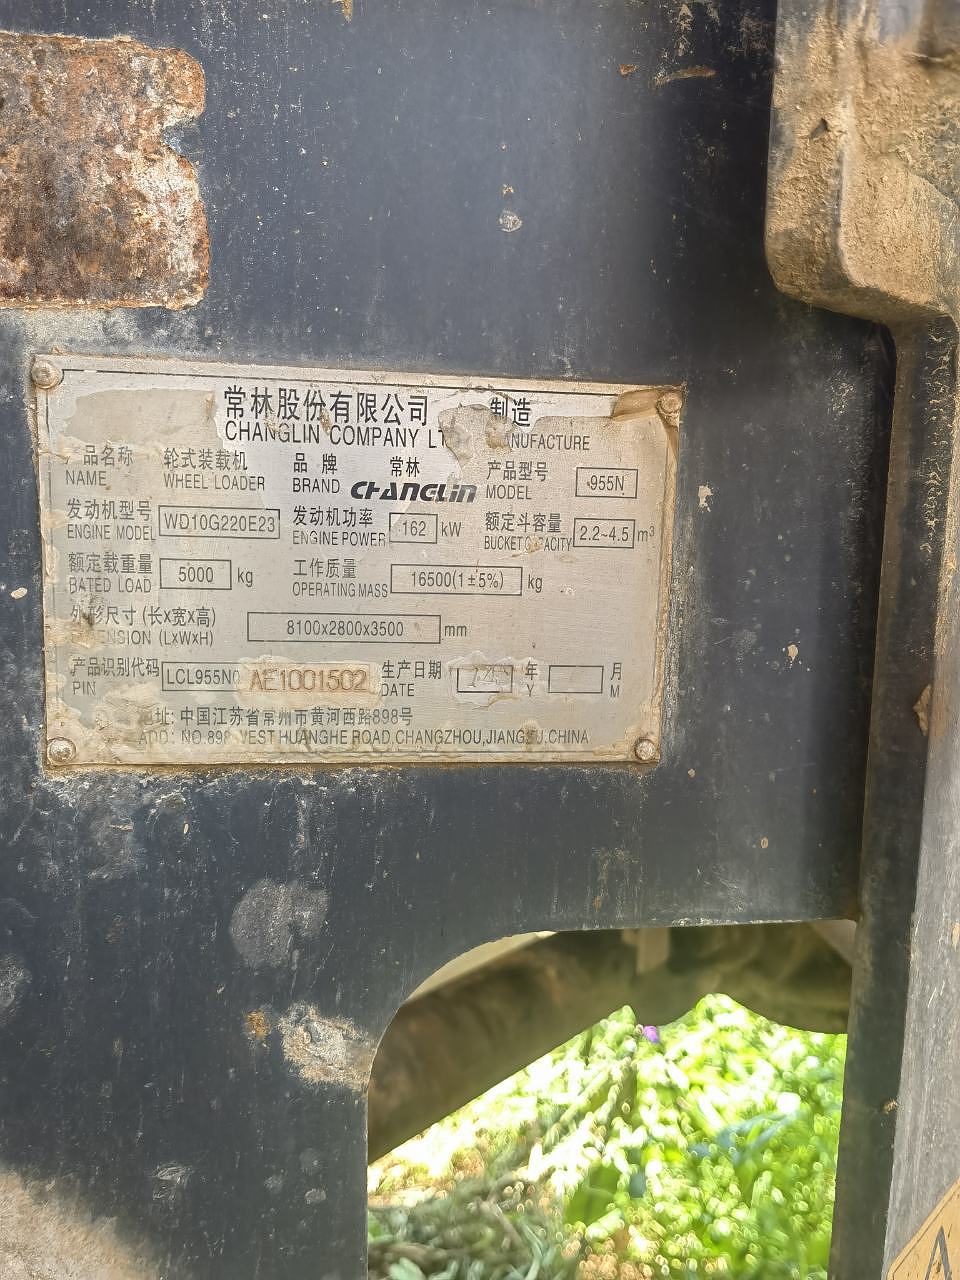 常林股份有限公司 制造
CHANGLIN COMPANY
产品名称 轮式装载机 品牌 常林 产品型号 955N
NAME WHEEL LOADER BRAND CHANGLIN MODEL
发动机型号 WD10G220E23 发动机功率 162 kW 额定斗容量 2.2~4.5 m³
ENGINE MODEL ENGINE POWER BUCKET CAPACITY
额定载重量 5000 kg 工作质量 16500(1±5%) kg
RATED LOAD OPERATING MASS
外形尺寸 (长x宽x高) 8100x2800x3500 mm
(LxWxH)
产品识别代码 LCL955N0 AE1001502 生产日期 年 月
PIN DATE Y M
地址: 中国江苏省常州市黄河西路898号
ADD: HUANGHE ROAD,CHANGZHOU,JIANGSU,CHINA